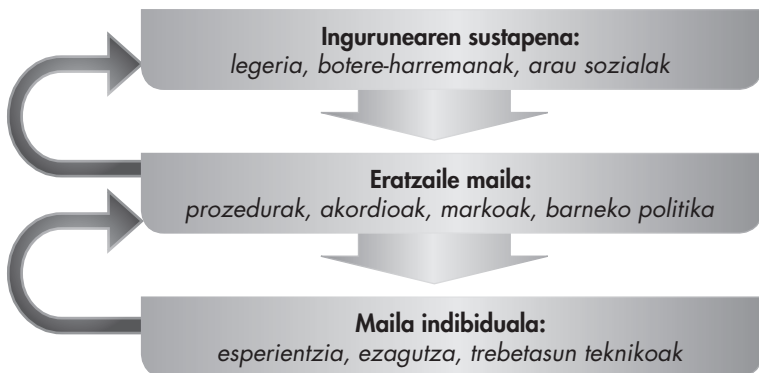 Ingurunearen sustapena:
legeria, botere-harremanak, arau sozialak
Eratzaile maila:
prozedurak, akordioak, markoak, barneko politika
Maila indibiduala:
esperientzia, ezagutza, trebetasun teknikoak